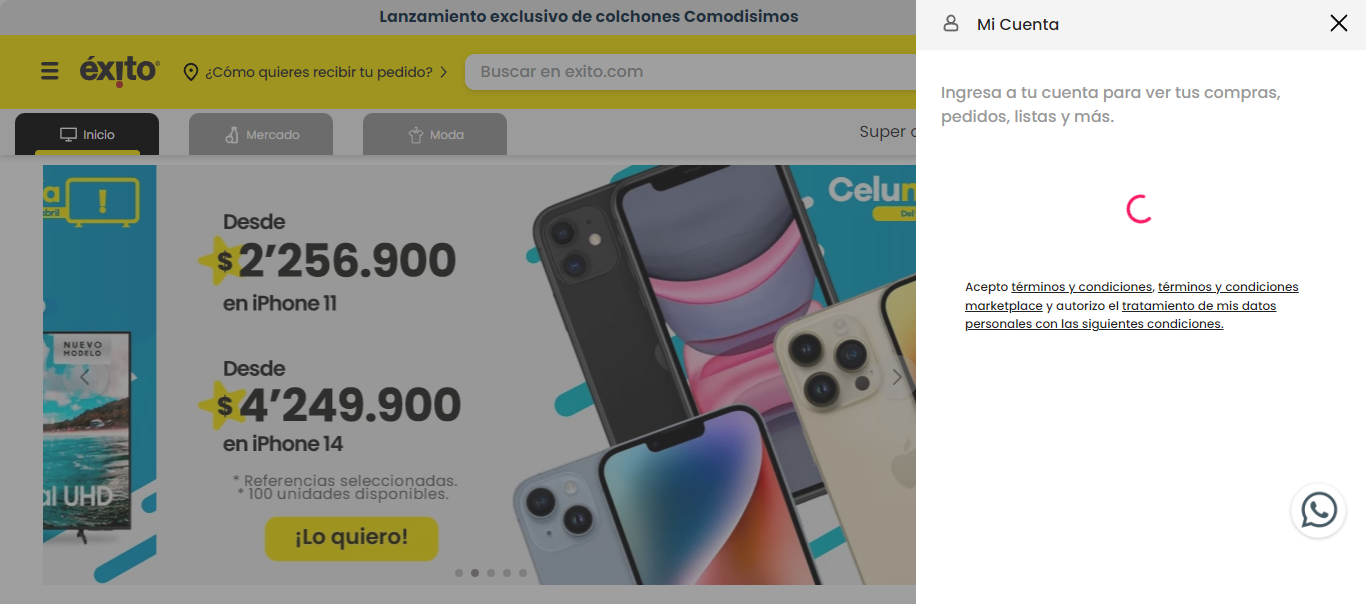 Lanzamiento exclusivo de colchones Comodisimos
Mi Cuenta
éxito
¿Cómo quieres recibir tu pedido?
Buscar en exito.com
Ingresa a tu cuenta para ver tus compras,
pedidos, listas y más.
Inicio
Mercado
Moda
Super
Desde
$2'256.900
en iPhone 11
Desde
$4'249.900
en iPhone 14
* Referencias seleccionadas.
* 100 unidades disponibles.
¡Lo quiero!
NUEVO
MODELO
UHD
Acepto términos y condiciones, términos y condiciones
marketplace y autorizo el tratamiento de mis datos
personales con las siguientes condiciones.